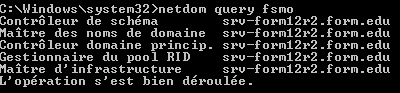 C:\Windows\system32>netdom query fsmo
Contrôleur de schéma srv-form12r2.form.edu
Maître des noms de domaine srv-form12r2.form.edu
Contrôleur domaine princip. srv-form12r2.form.edu
Gestionnaire du pool RID srv-form12r2.form.edu
Maître d'infrastructure srv-form12r2.form.edu
L'opération s'est bien déroulée.